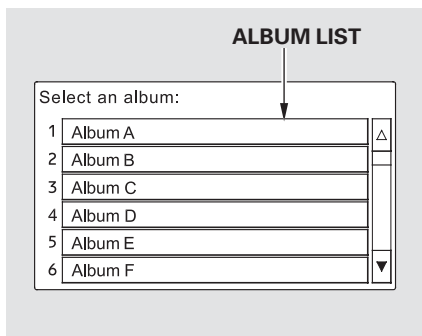 ALBUM LIST
Select an album:
1 Album A
2 Album B
3 Album C
4 Album D
5 Album E
6 Album F